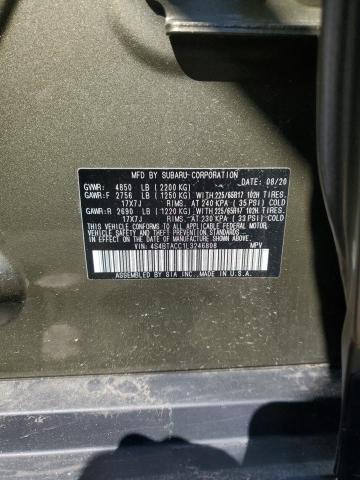 MFD BY SUBARU CORPORATION
GVWR: 4850 LB (2200 KG) DATE: 08/20
GAWR:F 2756 LB (1250 KG) WITH 225/65R17 102H TIRES.
17X7J RIMS. AT 240 KPA (35 PSI) COLD
GAWR:R 2690 LB (1220 KG) WITH 225/65R17 102H TIRES.
17X7J RIMS. AT 230 KPA (33 PSI) COLD
THIS VEHICLE CONFORMS TO ALL APPLICABLE FEDERAL MOTOR
VEHICLE SAFETY AND THEFT PREVENTION STANDARDS IN EFFECT
ON THE DATE OF MANUFACTURE SHOWN ABOVE.
VIN: 4S4BTACC1L3246808 MPV
ASSEMBLED BY SIA INC. MADE IN U.S.A.